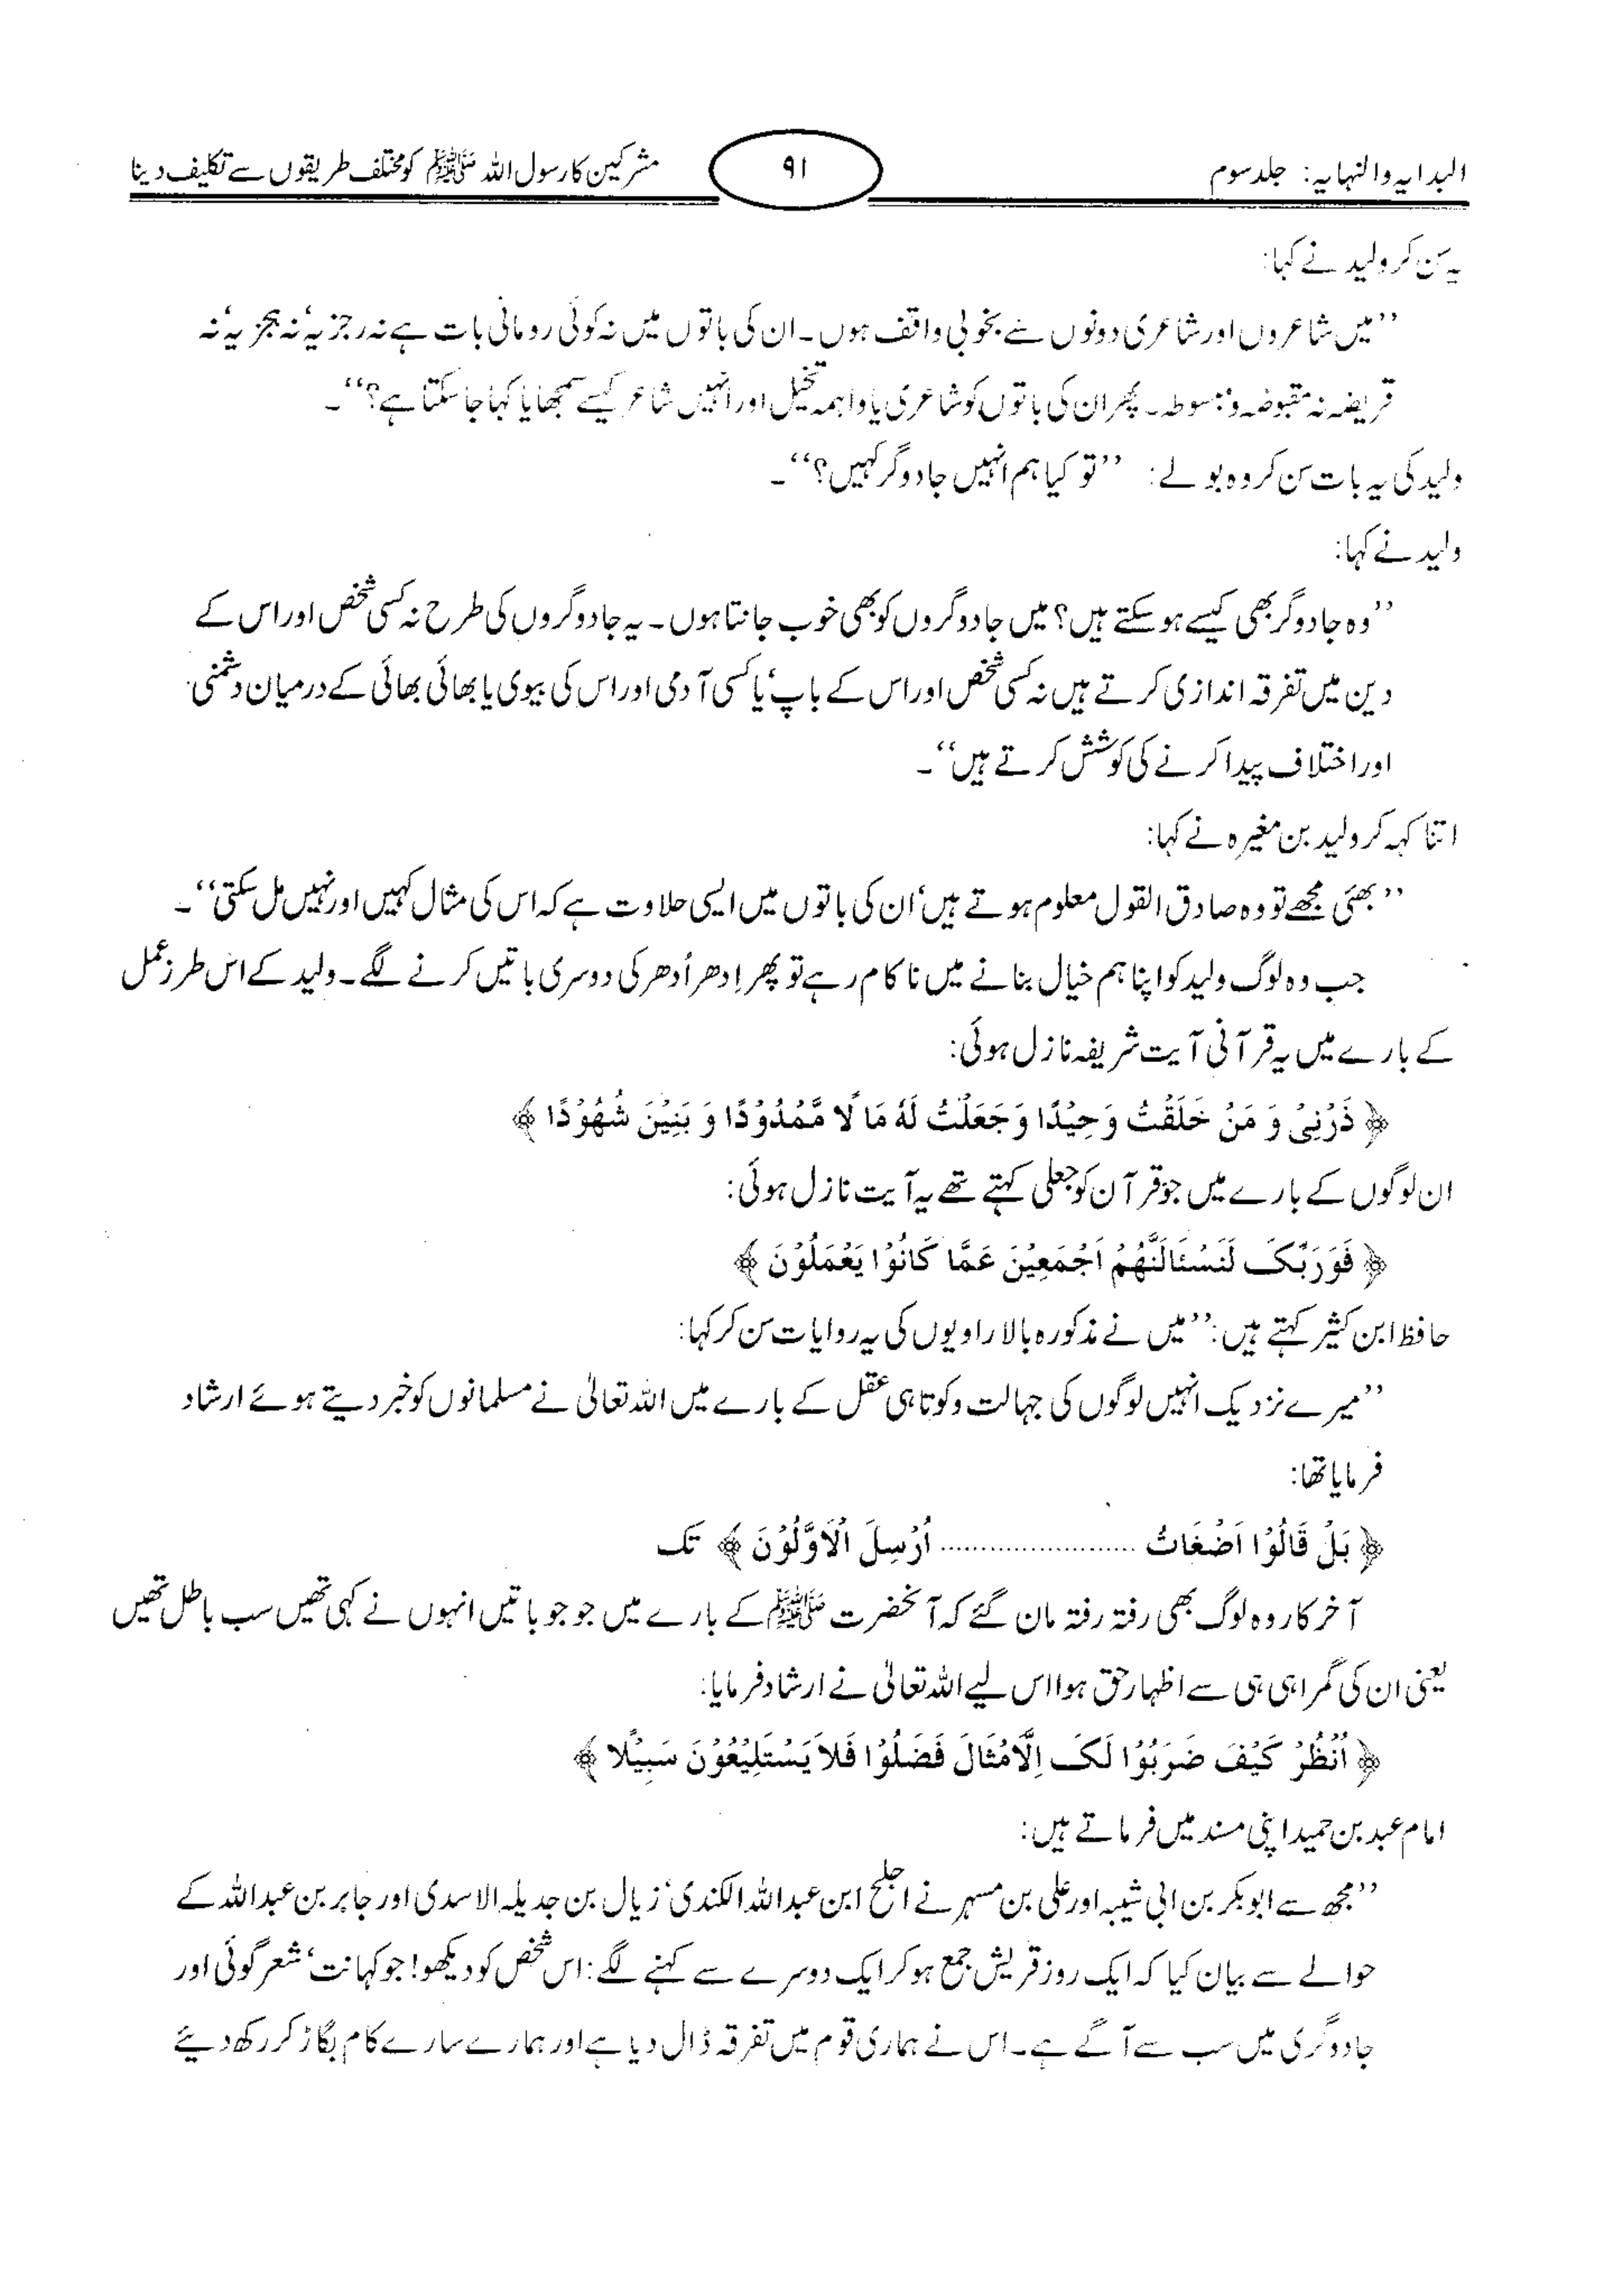 البدایہ والنہایہ: جلد سوم
۹۱
مشرکین کا رسول اللہ ﷺ کو مختلف طریقوں سے تکلیف دینا
یہ سن کر ولید نے کہا:
’’میں شاعروں اور شاعری دونوں سے بخوبی واقف ہوں۔ ان کی باتوں میں نہ کوئی رومانی بات ہے نہ رجزیہ‘ نہ ہجزیہ‘ نہ
قریضہ نہ مقبوضہ و مبسوطہ۔ پھر ان کی باتوں کو شاعری یا واہمہ تخیل اور انہیں شاعر کیسے سمجھا یا کہا جا سکتا ہے؟‘‘۔
ولید کی یہ بات سن کر وہ بولے: ’’تو کیا ہم انہیں جادوگر کہیں؟‘‘۔
ولید نے کہا:
’’وہ جادوگر بھی کیسے ہو سکتے ہیں؟ میں جادوگروں کو بھی خوب جانتا ہوں۔ یہ جادوگروں کی طرح نہ کسی شخص اور اس کے
دین میں تفرقہ اندازی کرتے ہیں نہ کسی شخص اور اس کے باپ‘ یا کسی آدمی اور اس کی بیوی یا بھائی بھائی کے درمیان دشمنی
اور اختلاف پیدا کرنے کی کوشش کرتے ہیں‘‘۔
اتنا کہہ کر ولید بن مغیرہ نے کہا:
’’بھئی مجھے تو وہ صادق القول معلوم ہوتے ہیں‘ ان کی باتوں میں ایسی حلاوت ہے کہ اس کی مثال کہیں اور نہیں مل سکتی‘‘۔
جب وہ لوگ ولید کو اپنا ہم خیال بنانے میں ناکام رہے تو پھر اِدھر اُدھر کی دوسری باتیں کرنے لگے۔ ولید کے اس طرز عمل
کے بارے میں یہ قرآنی آیت شریفہ نازل ہوئی:
﴿ ذَرْنِیْ وَ مَنْ خَلَقْتُ وَحِیْدًا وَجَعَلْتُ لَهُ مَا لًا مَّمْدُوْدًا وَ بَنِیْنَ شُهُوْدًا ﴾
ان لوگوں کے بارے میں جو قرآن کو جعلی کہتے تھے یہ آیت نازل ہوئی:
﴿ فَوَرَبِّکَ لَنَسْئَالَنَّهُمْ اَجْمَعِیْنَ عَمَّا کَانُوْا یَعْمَلُوْنَ ﴾
حافظ ابن کثیر کہتے ہیں: ’’میں نے مذکورہ بالا راویوں کی یہ روایات سن کر کہا:
’’میرے نزدیک انہیں لوگوں کی جہالت و کوتاہی عقل کے بارے میں اللہ تعالیٰ نے مسلمانوں کو خبر دیتے ہوئے ارشاد
فرمایا تھا:
﴿ بَلْ قَالُوْا اَضْغَاثُ ........................ اُرْسِلَ الْاَوَّلُوْنَ ﴾ تک
آخر کار وہ لوگ بھی رفتہ رفتہ مان گئے کہ آنحضرت ﷺ کے بارے میں جو جو باتیں انہوں نے کہی تھیں سب باطل تھیں
یعنی ان کی گمراہی ہی سے اظہار حق ہوا اس لیے اللہ تعالیٰ نے ارشاد فرمایا:
﴿ اُنْظُرْ کَیْفَ ضَرَبُوْا لَکَ اِلَّامْثَالَ فَضَلُّوْا فَلاَ یَسْتَلِیْعُوْنَ سَبِیْلًا ﴾
امام عبد بن حمید اپنی مسند میں فرماتے ہیں:
’’مجھ سے ابوبکر بن ابی شیبہ اور علی بن مسہر نے اجلح ابن عبداللہ الکندی‘ زیال بن جدیلہ الاسدی اور جابر بن عبداللہ کے
حوالے سے بیان کیا کہ ایک روز قریش جمع ہو کر ایک دوسرے سے کہنے لگے: اس شخص کو دیکھو! جو کہانت‘ شعر گوئی اور
جادوگری میں سب سے آگے ہے۔ اس نے ہماری قوم میں تفرقہ ڈال دیا ہے اور ہمارے سارے کام بگاڑ کر رکھ دیئے